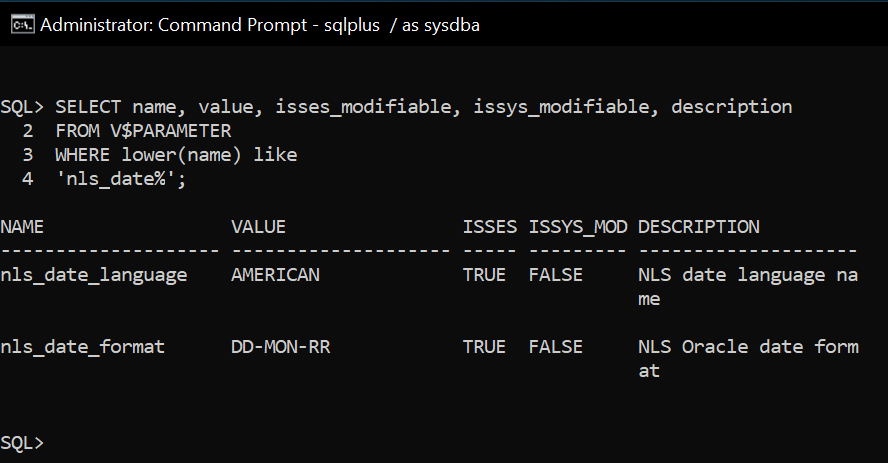 Administrator: Command Prompt - sqlplus  / as sysdba
SQL> SELECT name, value, isses_modifiable, issys_modifiable, description
  2  FROM V$PARAMETER
  3  WHERE lower(name) like
  4  'nls_date%';
NAME                 VALUE                ISSES ISSYS_MOD DESCRIPTION
-------------------- -------------------- ----- --------- --------------------
nls_date_language    AMERICAN             TRUE  FALSE     NLS date language na
                                                          me
nls_date_format      DD-MON-RR            TRUE  FALSE     NLS Oracle date form
                                                          at
SQL>